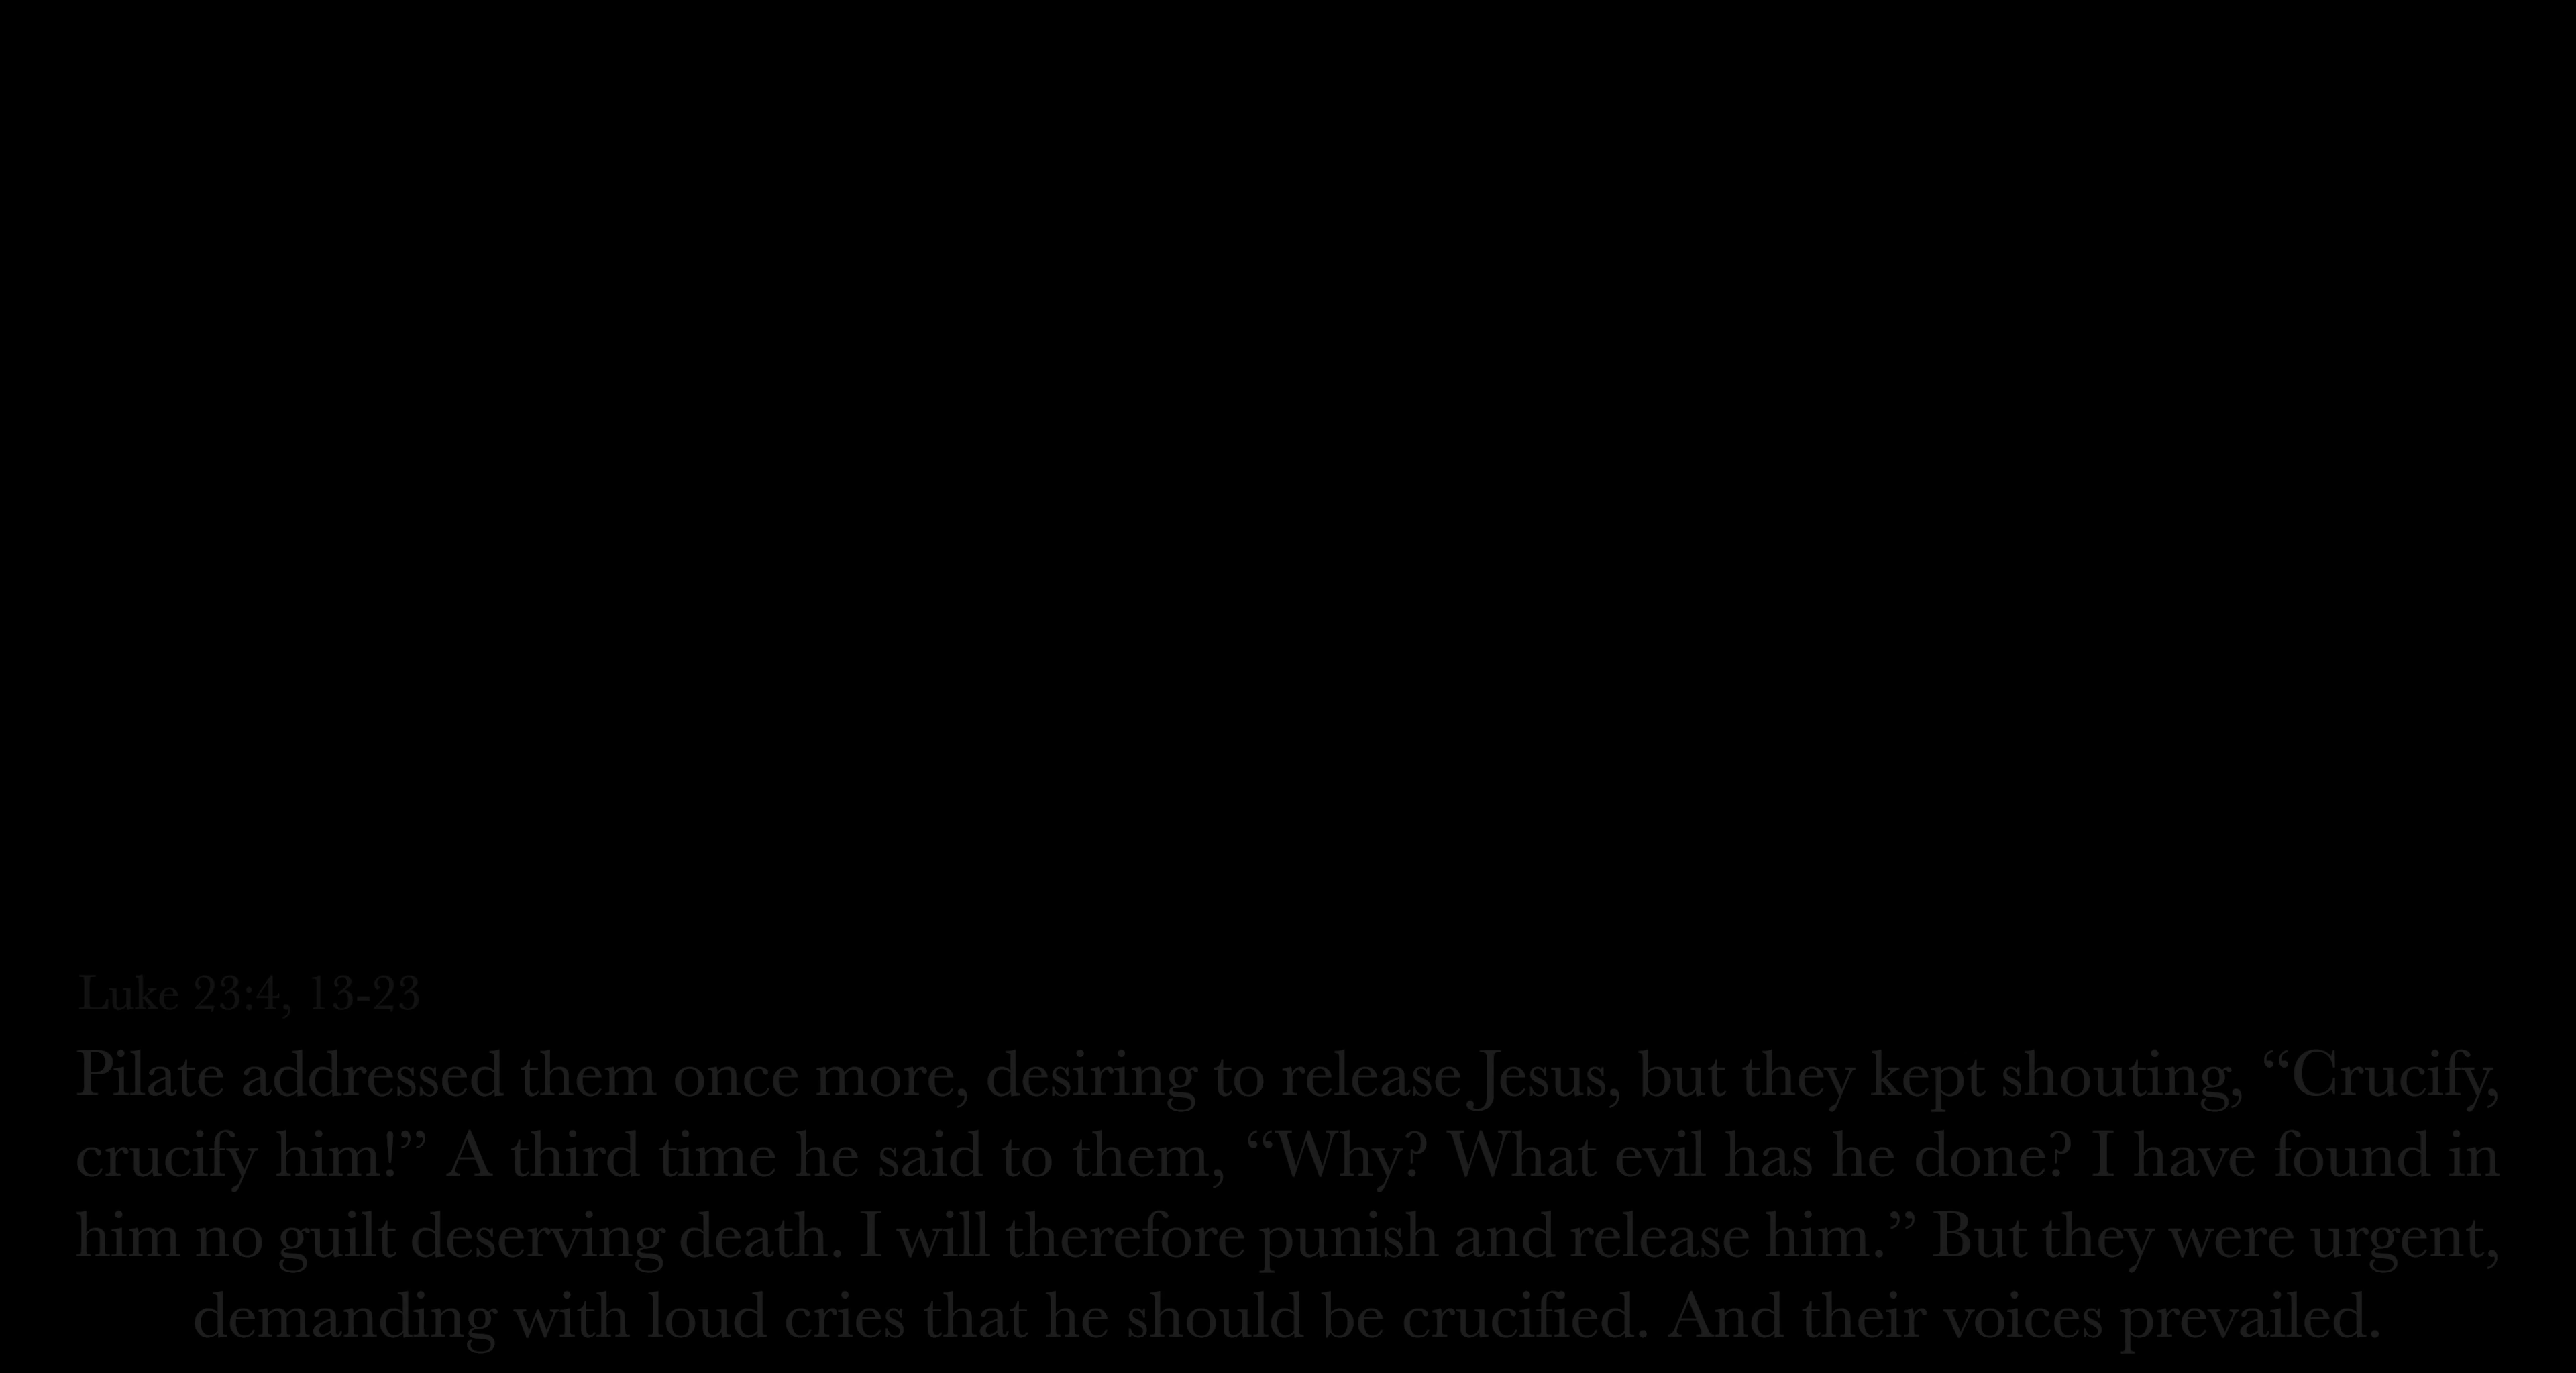 Luke 23:4, 13-23
Pilate addressed them once more, desiring to release Jesus, but they kept shouting, “Crucify,
crucify him!” A third time he said to them, “Why? What evil has he done? I have found in
him no guilt deserving death. I will therefore punish and release him.” But they were urgent,
demanding with loud cries that he should be crucified. And their voices prevailed.